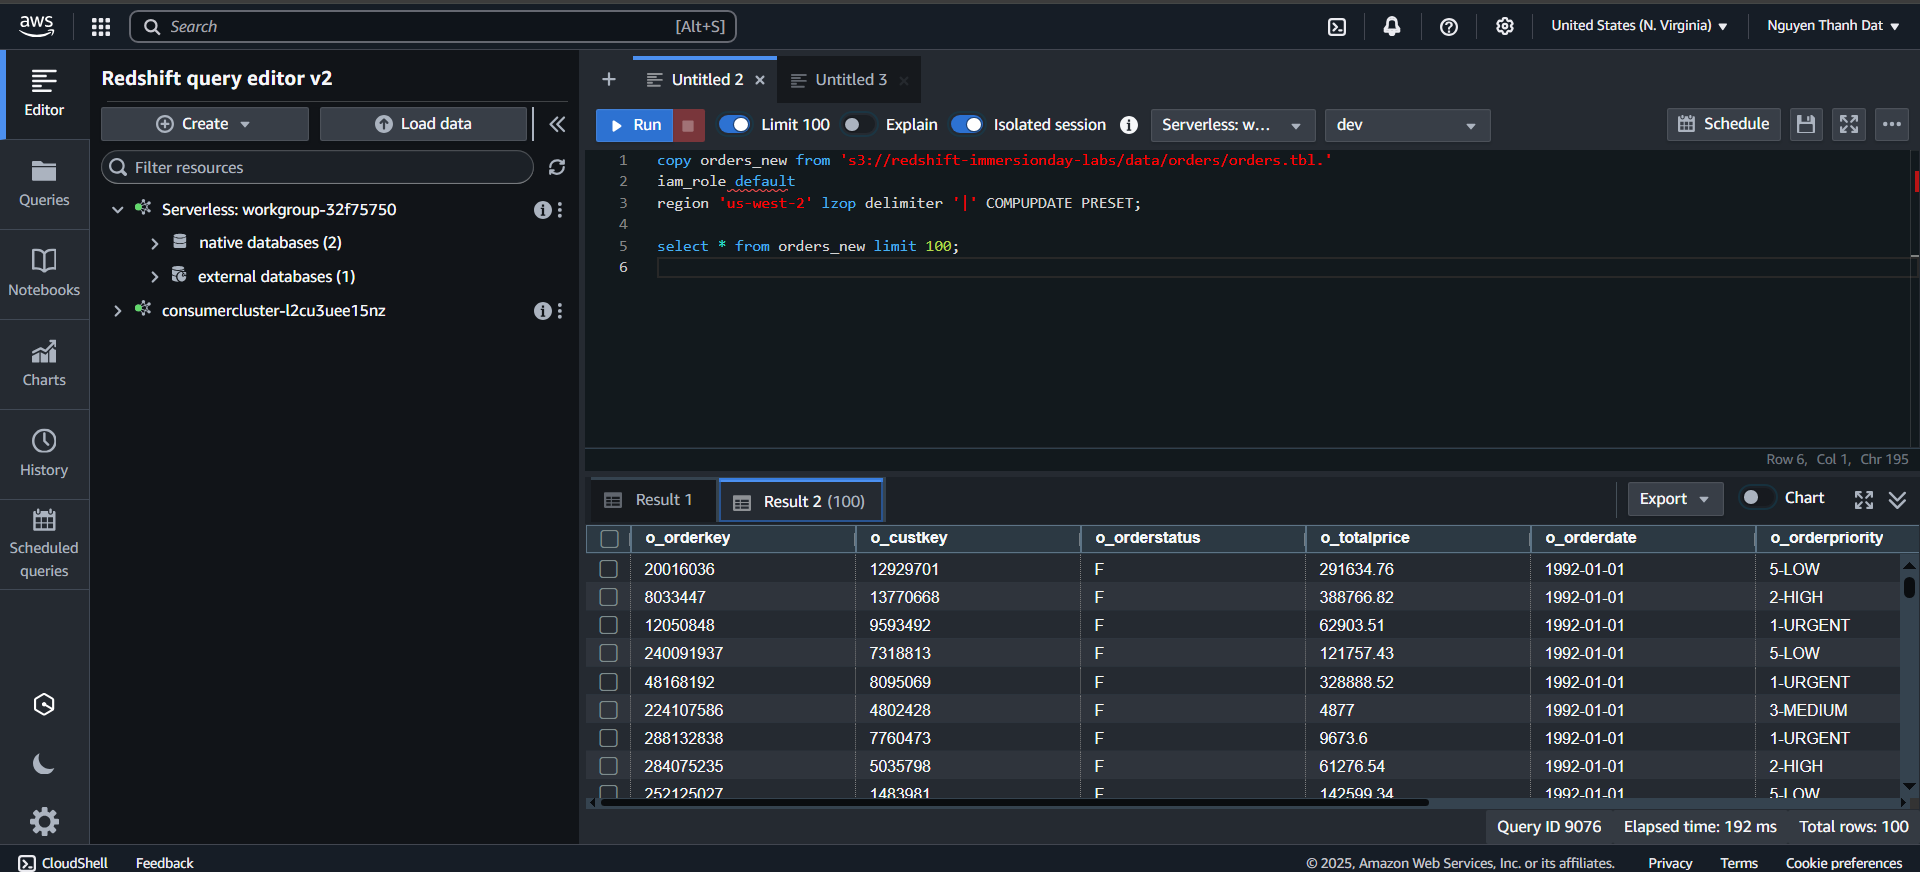 aws
Search [Alt+S]
United States (N. Virginia)
Nguyen Thanh Dat
Editor
Queries
Notebooks
Charts
History
Scheduled
queries
Redshift query editor v2
Create
Load data
Filter resources
Serverless: workgroup-32f75750
native databases (2)
external databases (1)
consumercluster-l2cu3uee15nz
Untitled 2
Untitled 3
Run
Limit 100
Explain
Isolated session
Serverless: w...
dev
Schedule
1 copy orders_new from 's3://redshift-immersionday-labs/data/orders/orders.tbl.'
2 iam_role default
3 region 'us-west-2' lzop delimiter '|' COMPUPDATE PRESET;
4
5 select * from orders_new limit 100;
6
Row 6, Col 1, Chr 195
Result 1
Result 2 (100)
Export
Chart
o_orderkey o_custkey o_orderstatus o_totalprice o_orderdate o_orderpriority
20016036 12929701 F 291634.76 1992-01-01 5-LOW
8033447 13770668 F 388766.82 1992-01-01 2-HIGH
12050848 9593492 F 62903.51 1992-01-01 1-URGENT
240091937 7318813 F 121757.43 1992-01-01 5-LOW
48168192 8095069 F 328888.52 1992-01-01 1-URGENT
224107586 4802428 F 4877 1992-01-01 3-MEDIUM
288132838 7760473 F 9673.6 1992-01-01 1-URGENT
284075235 5035798 F 61276.54 1992-01-01 2-HIGH
252125027 1483981 F 142599.34 1992-01-01 5-LOW
Query ID 9076 Elapsed time: 192 ms Total rows: 100
CloudShell Feedback
© 2025, Amazon Web Services, Inc. or its affiliates. Privacy Terms Cookie preferences